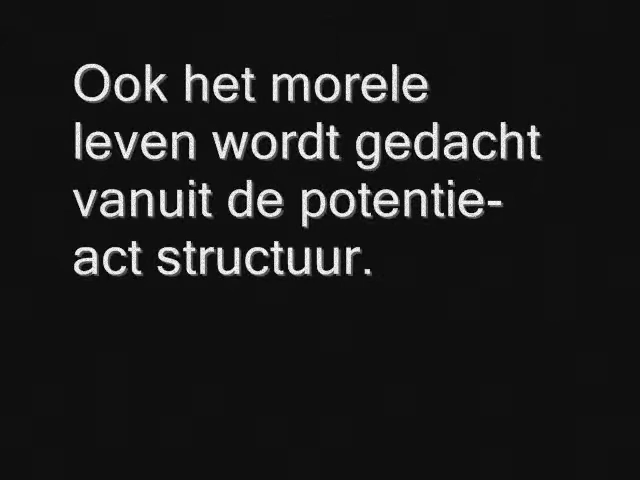 Ook het morele
leven wordt gedacht
vanuit de potentie-
act structuur.